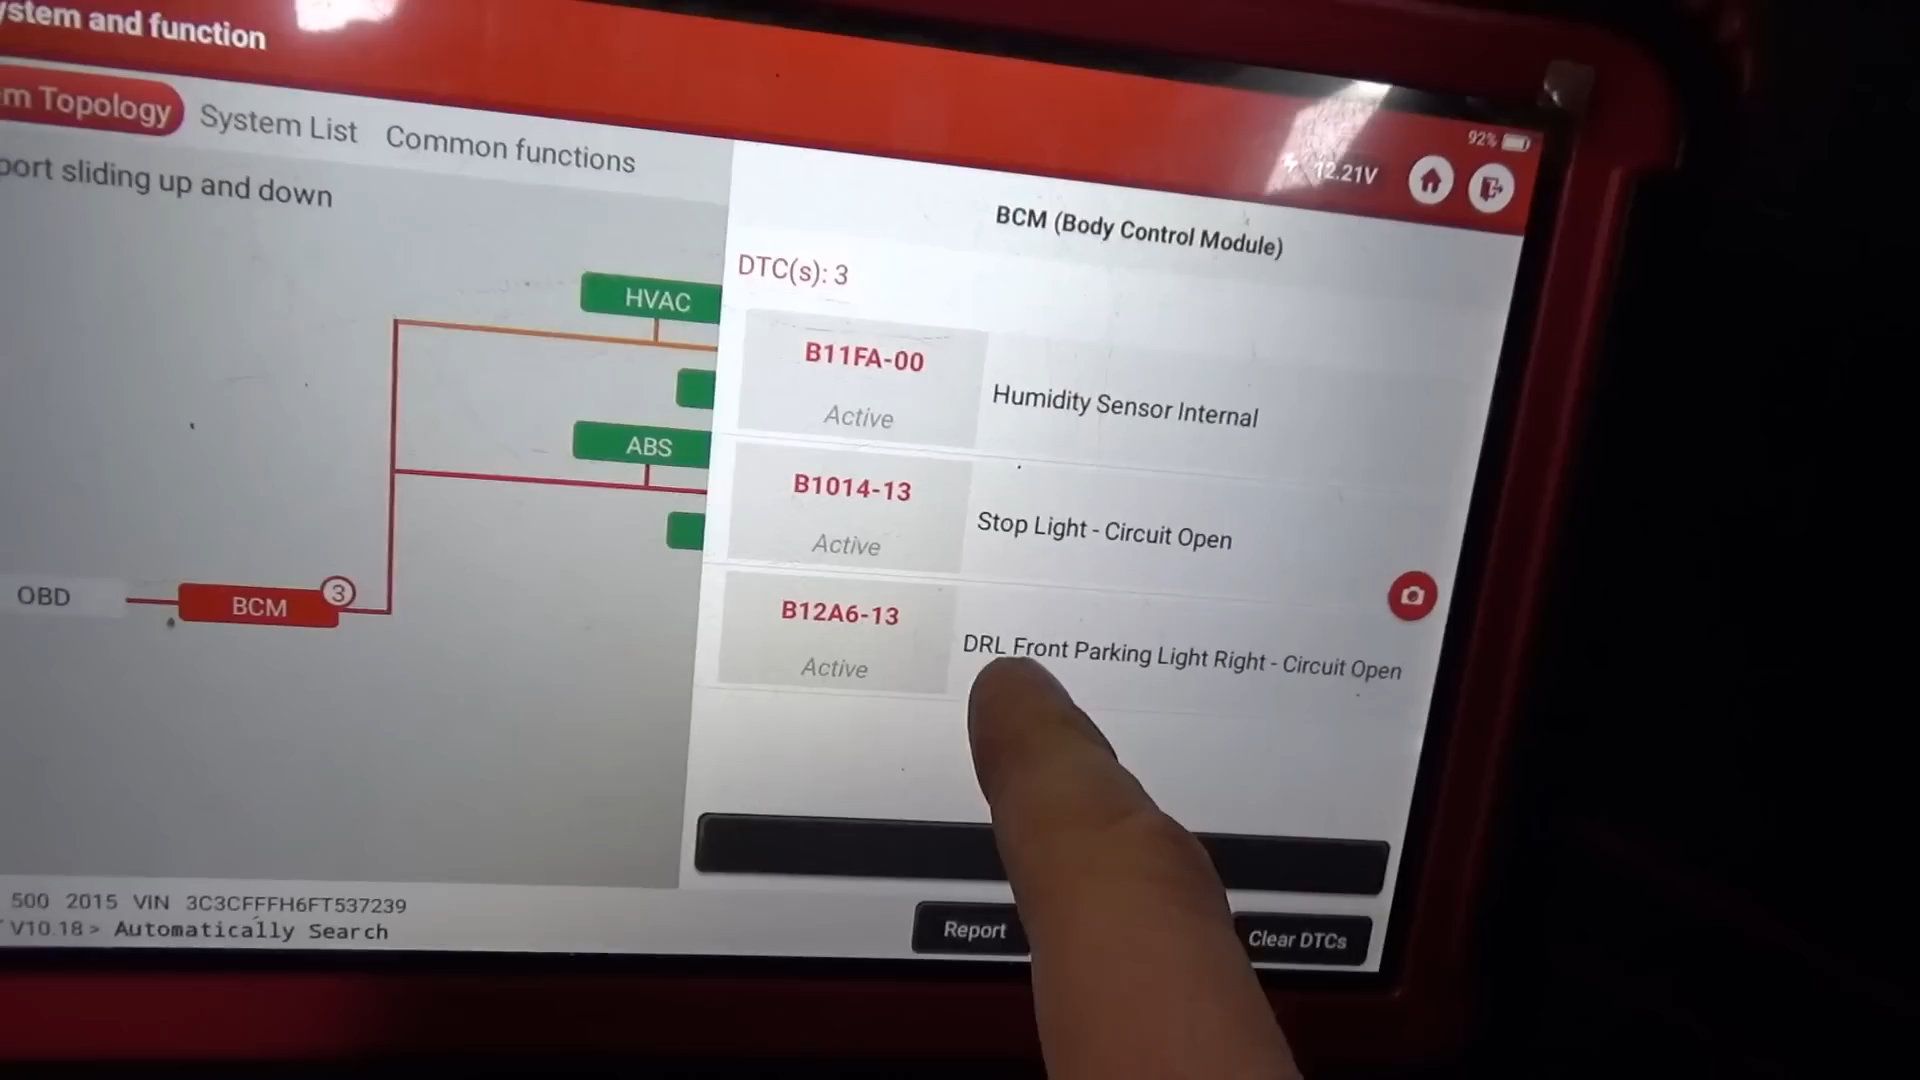 and function
Topology
System List
Common functions
sliding up and down
92%
12.21V
BCM (Body Control Module)
DTC(s): 3
HVAC
B11FA-00
Active
Humidity Sensor Internal
ABS
B1014-13
Active
Stop Light - Circuit Open
OBD
BCM
3
B12A6-13
Active
DRL Front Parking Light Right - Circuit Open
500 2015 VIN 3C3CFFFH6FT537239
V10.18 > Automatically Search
Report
Clear DTCs